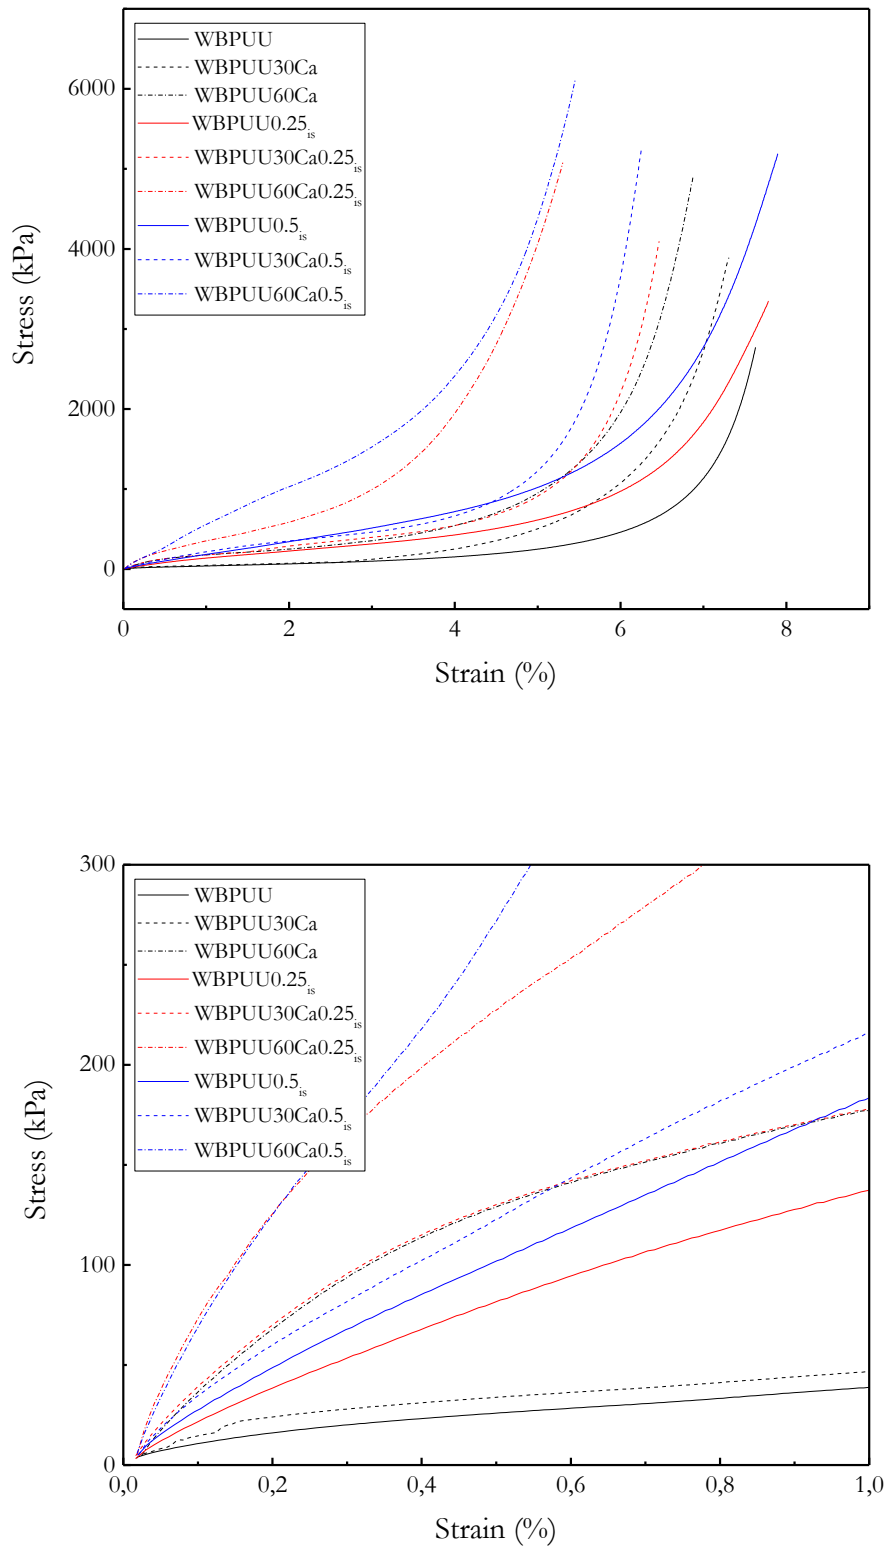 WBPUU
WBPUU30Ca
WBPUU60Ca
WBPUU0.25is
WBPUU30Ca0.25is
WBPUU60Ca0.25is
WBPUU0.5is
WBPUU30Ca0.5is
WBPUU60Ca0.5is
6000
4000
2000
0
Stress (kPa)
0 2 4 6 8
Strain (%)
300
200
100
0
Stress (kPa)
WBPUU
WBPUU30Ca
WBPUU60Ca
WBPUU0.25is
WBPUU30Ca0.25is
WBPUU60Ca0.25is
WBPUU0.5is
WBPUU30Ca0.5is
WBPUU60Ca0.5is
0,0 0,2 0,4 0,6 0,8 1,0
Strain (%)